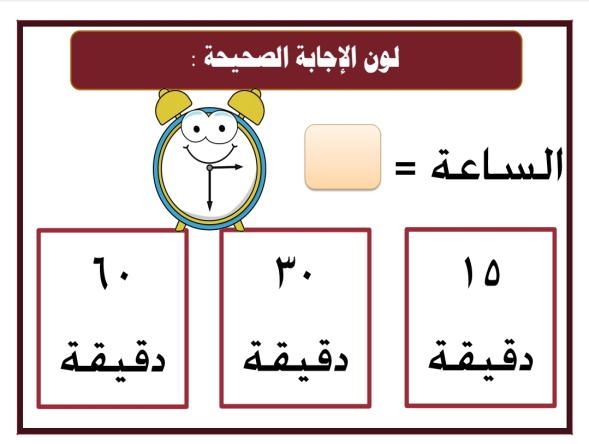 لون الإجابة الصحيحة :
الساعة =
١٥
دقيقة
٣٠
دقيقة
٦٠
دقيقة